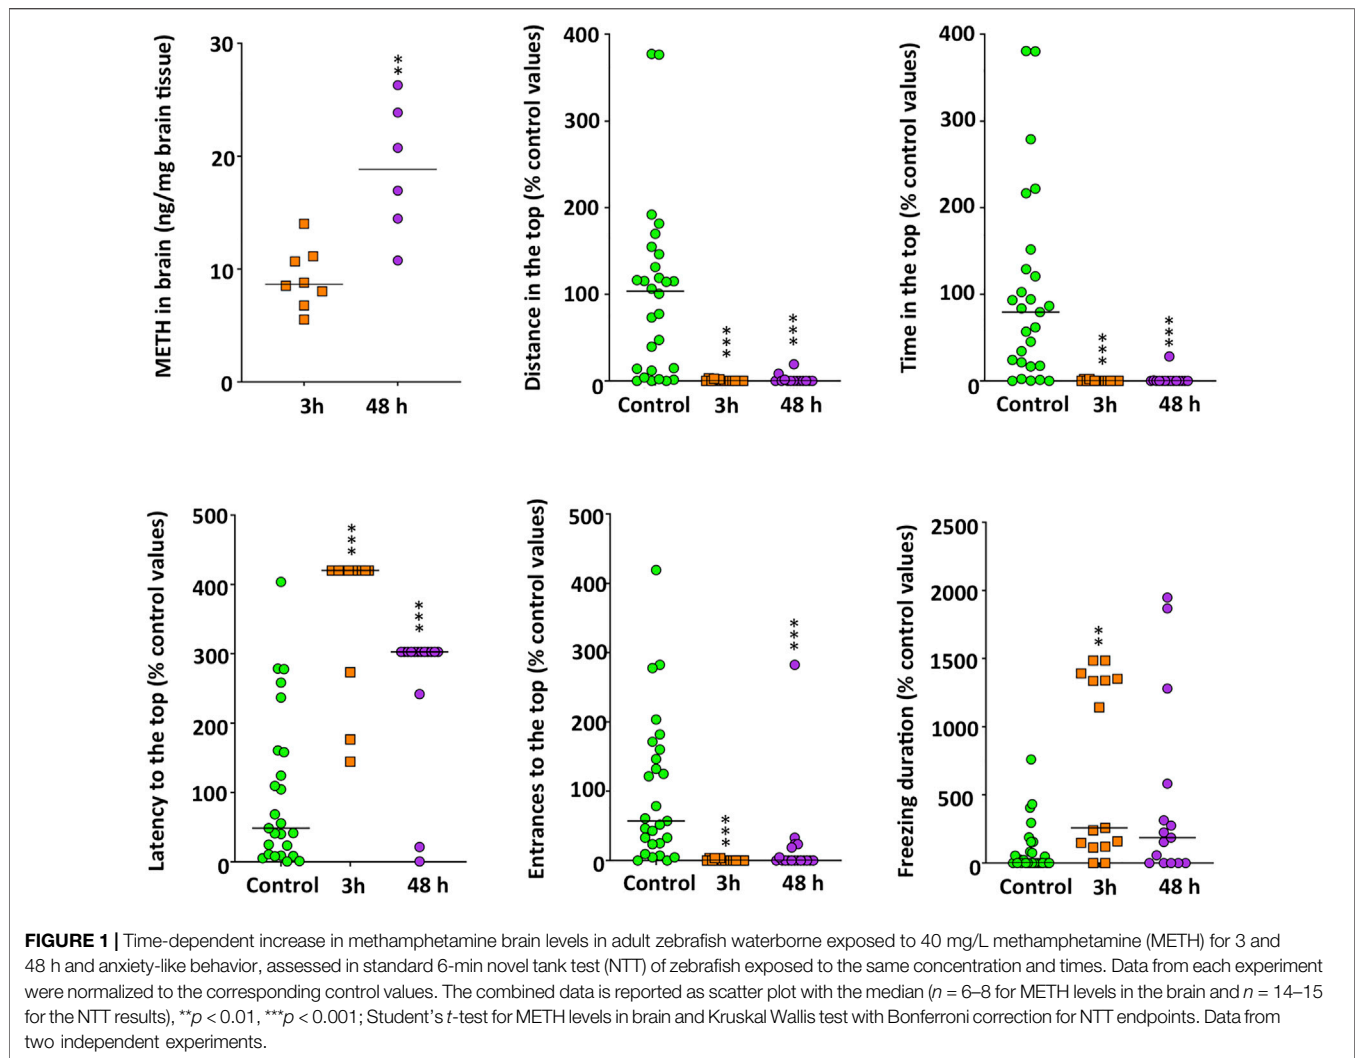 METH in brain (ng/mg brain tissue)
30
20
10
0
**
3h
48 h
Distance in the top (% control values)
400
300
200
100
0
***
***
Control
3h
48 h
Time in the top (% control values)
400
300
200
100
0
***
***
Control
3h
48 h
Latency to the top (% control values)
500
400
300
200
100
0
***
***
Control
3h
48 h
Entrances to the top (% control values)
500
400
300
200
100
0
***
***
Control
3h
48 h
Freezing duration (% control values)
2500
2000
1500
1000
500
0
**
Control
3h
48 h
FIGURE 1 | Time-dependent increase in methamphetamine brain levels in adult zebrafish waterborne exposed to 40 mg/L methamphetamine (METH) for 3 and
48 h and anxiety-like behavior, assessed in standard 6-min novel tank test (NTT) of zebrafish exposed to the same concentration and times. Data from each experiment
were normalized to the corresponding control values. The combined data is reported as scatter plot with the median (n = 6–8 for METH levels in the brain and n = 14–15
for the NTT results), **p < 0.01, ***p < 0.001; Student's t-test for METH levels in brain and Kruskal Wallis test with Bonferroni correction for NTT endpoints. Data from
two independent experiments.